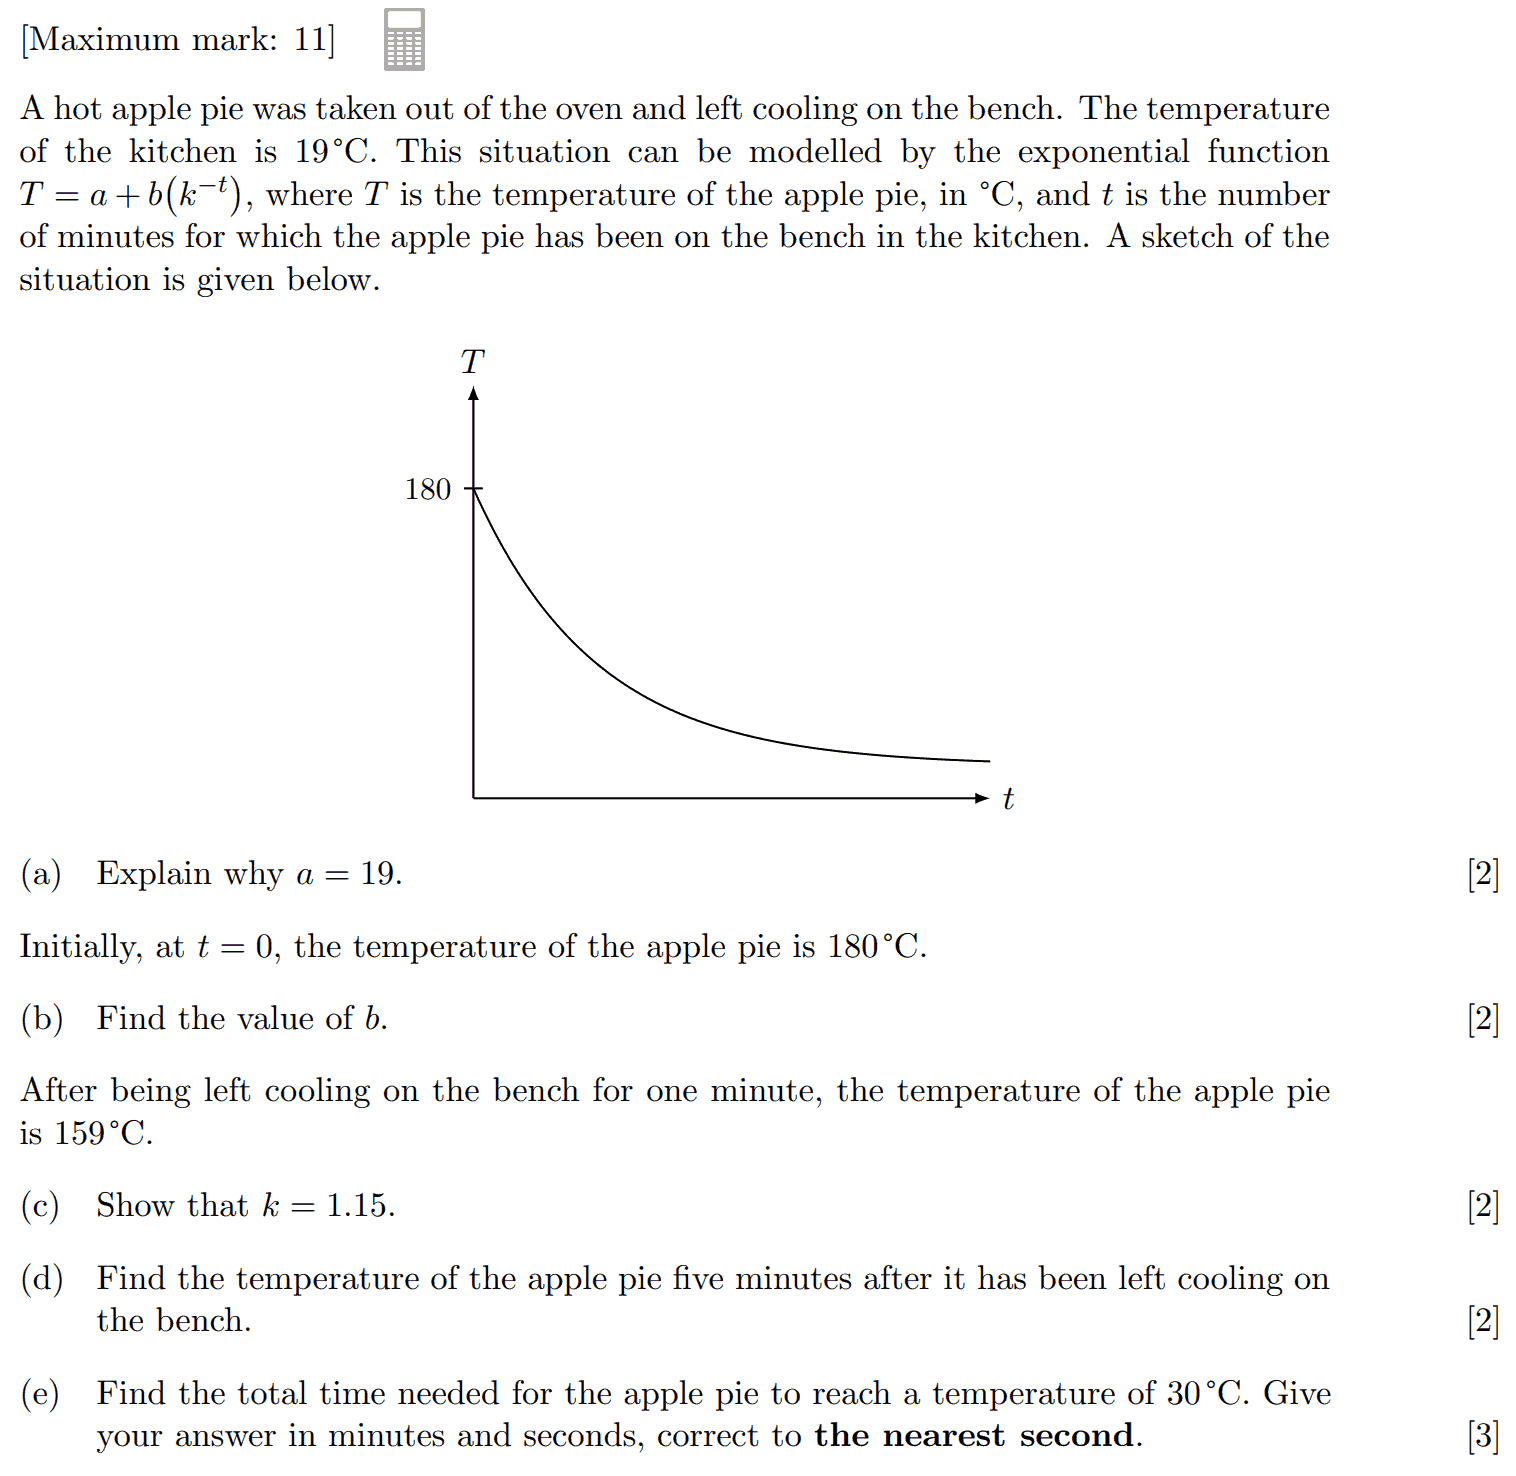 [Maximum mark: 11]
A hot apple pie was taken out of the oven and left cooling on the bench. The temperature
of the kitchen is 19°C. This situation can be modelled by the exponential function
T = a + b(k⁻ᵗ), where T is the temperature of the apple pie, in °C, and t is the number
of minutes for which the apple pie has been on the bench in the kitchen. A sketch of the
situation is given below.
T
180
t
(a) Explain why a = 19. [2]
Initially, at t = 0, the temperature of the apple pie is 180°C.
(b) Find the value of b. [2]
After being left cooling on the bench for one minute, the temperature of the apple pie
is 159°C.
(c) Show that k = 1.15. [2]
(d) Find the temperature of the apple pie five minutes after it has been left cooling on
the bench. [2]
(e) Find the total time needed for the apple pie to reach a temperature of 30°C. Give
your answer in minutes and seconds, correct to the nearest second. [3]